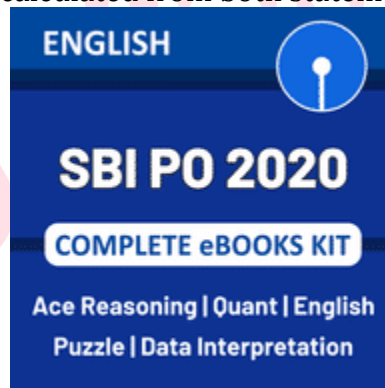 ENGLISH
SBI PO 2020
COMPLETE eBOOKS KIT
Ace Reasoning | Quant | English
Puzzle | Data Interpretation